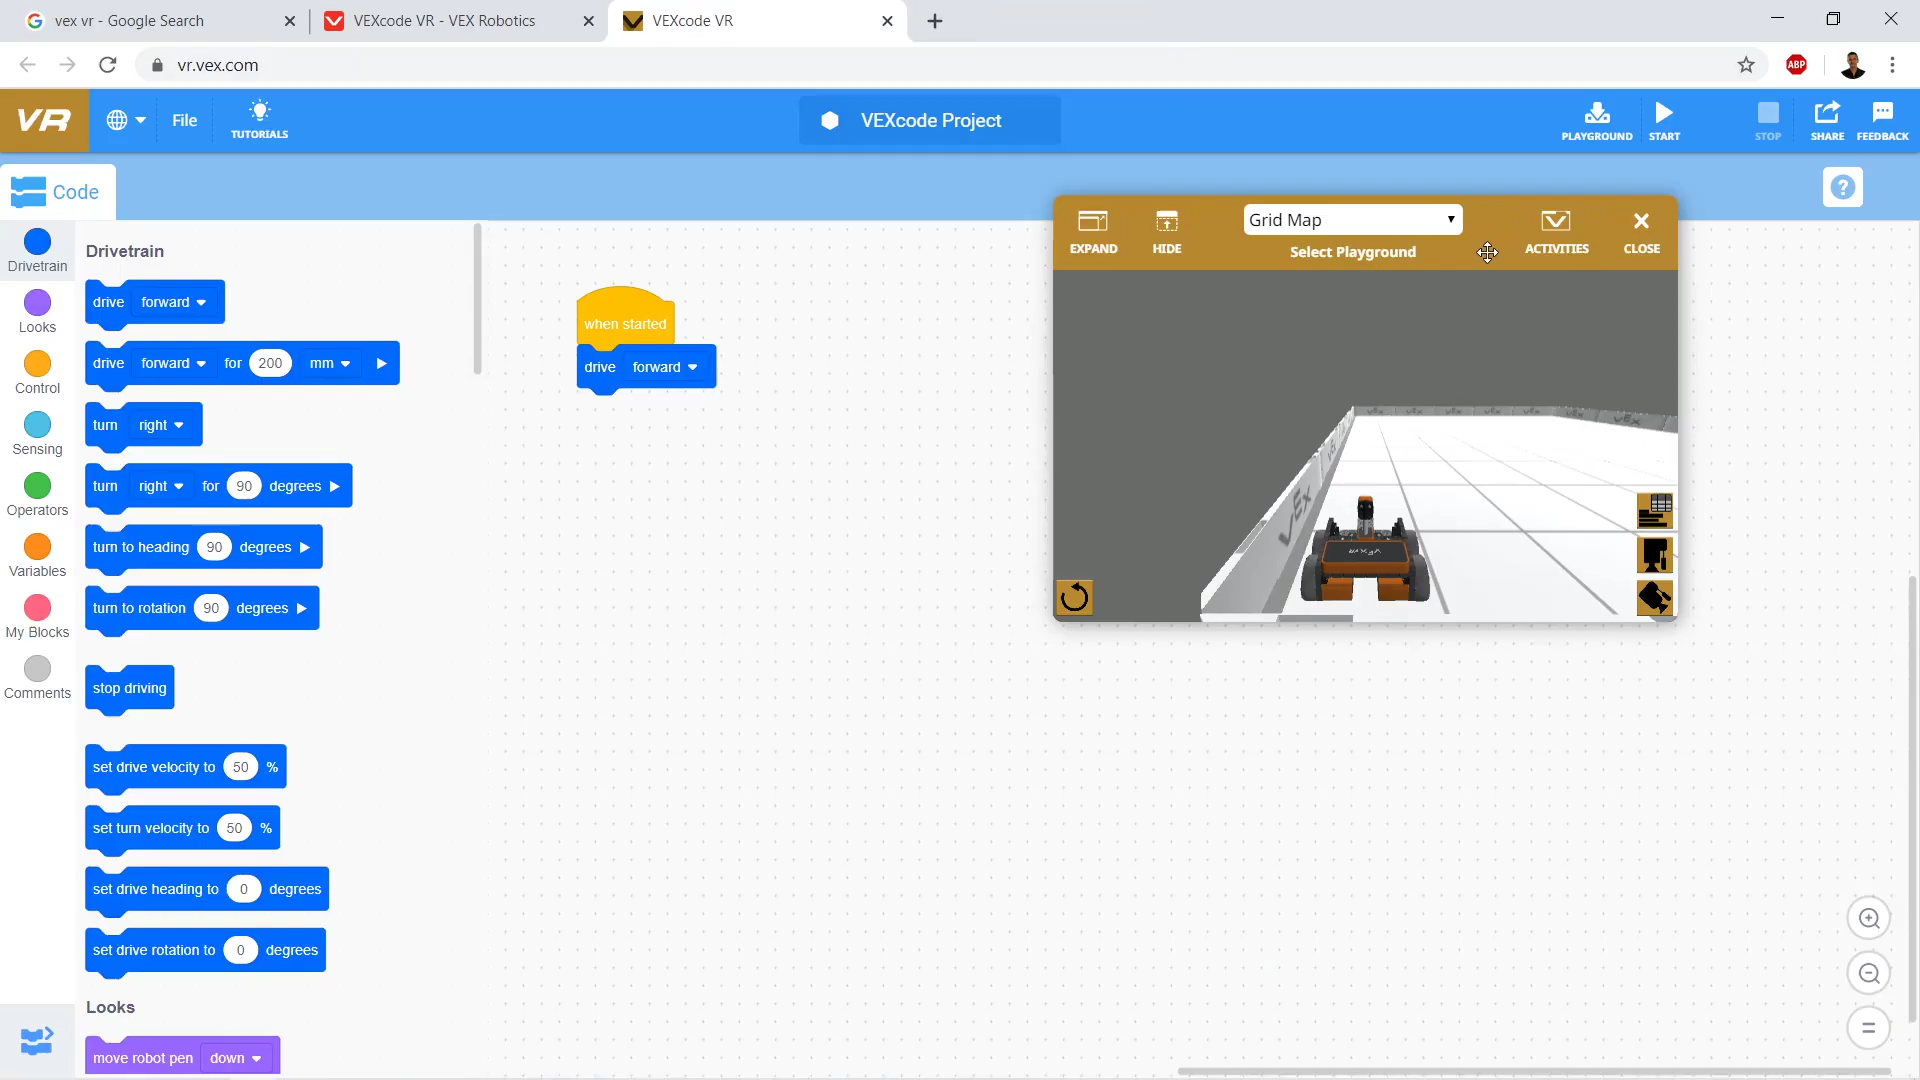 vex vr - Google Search
VEXcode VR - VEX Robotics
VEXcode VR
vr.vex.com
ABP
VR
File
TUTORIALS
VEXcode Project
PLAYGROUND
START
STOP
SHARE
FEEDBACK
Code
?
Drivetrain
Looks
Control
Sensing
Operators
Variables
My Blocks
Comments
Drivetrain
drive forward
drive forward for 200 mm
turn right
turn right for 90 degrees
turn to heading 90 degrees
turn to rotation 90 degrees
stop driving
set drive velocity to 50 %
set turn velocity to 50 %
set drive heading to 0 degrees
set drive rotation to 0 degrees
Looks
move robot pen down
when started
drive forward
EXPAND
HIDE
Grid Map
Select Playground
ACTIVITIES
CLOSE
VEX